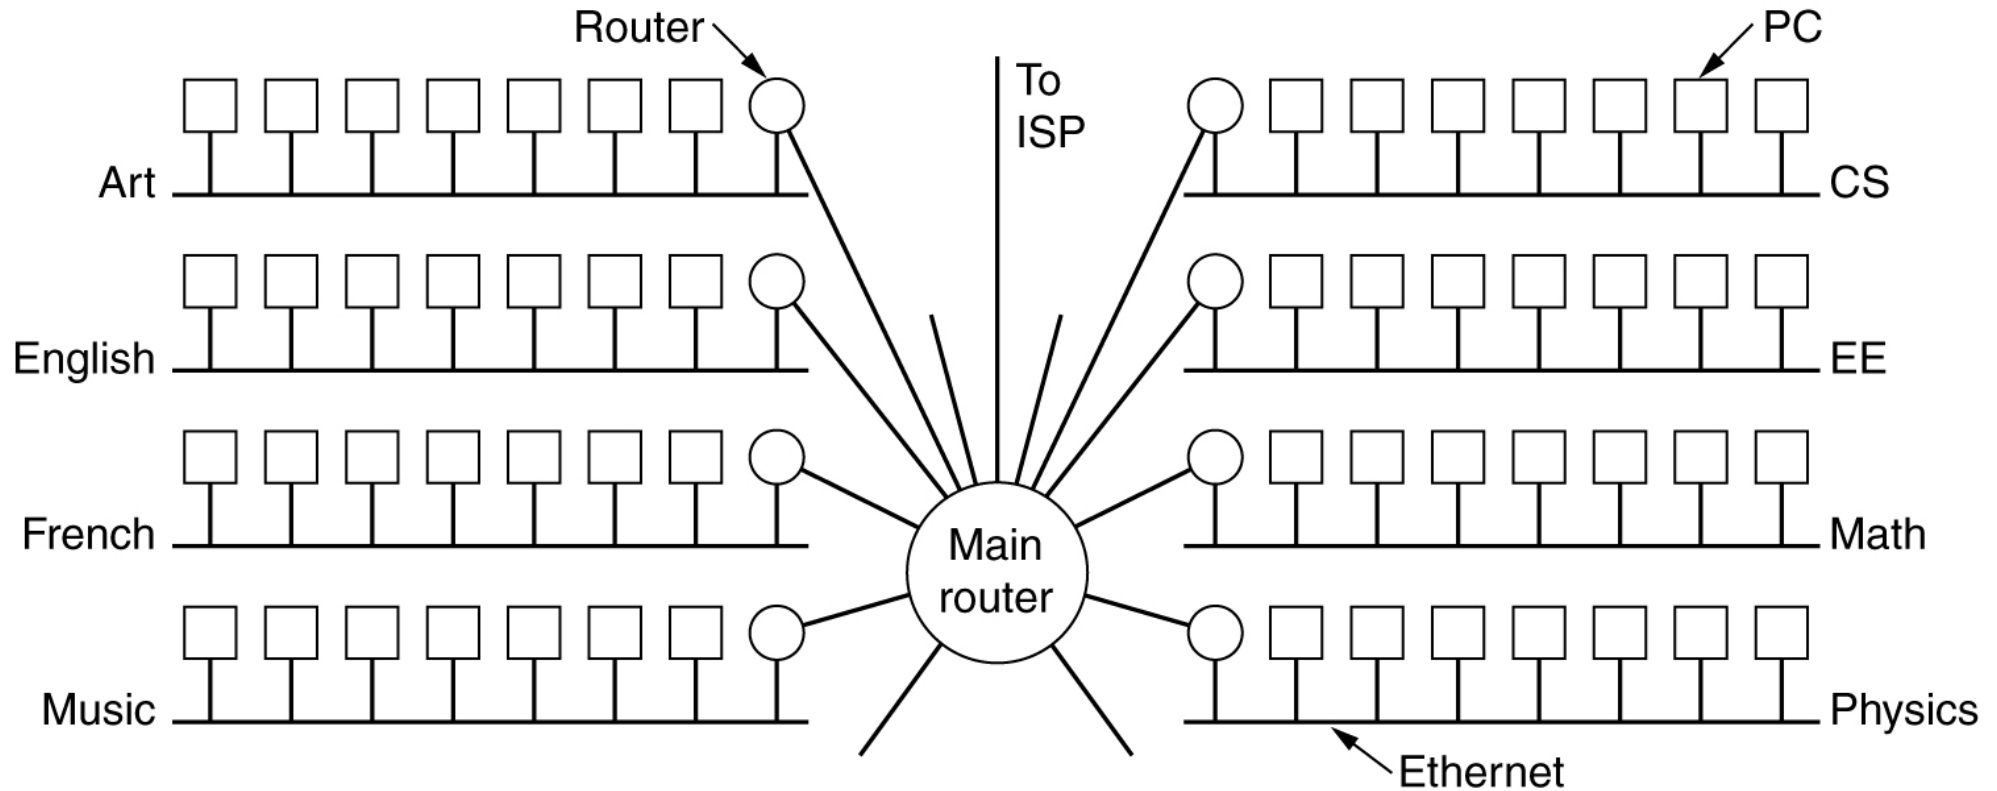 Router
PC
To
ISP
Art
CS
English
EE
Main
router
French
Math
Music
Physics
Ethernet